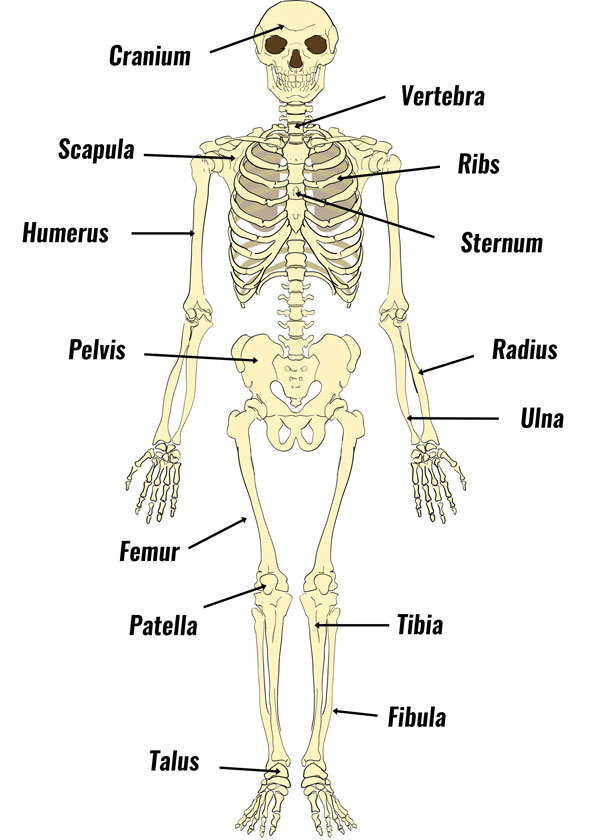 Cranium
Vertebra
Scapula
Ribs
Humerus
Sternum
Pelvis
Radius
Ulna
Femur
Patella
Tibia
Fibula
Talus